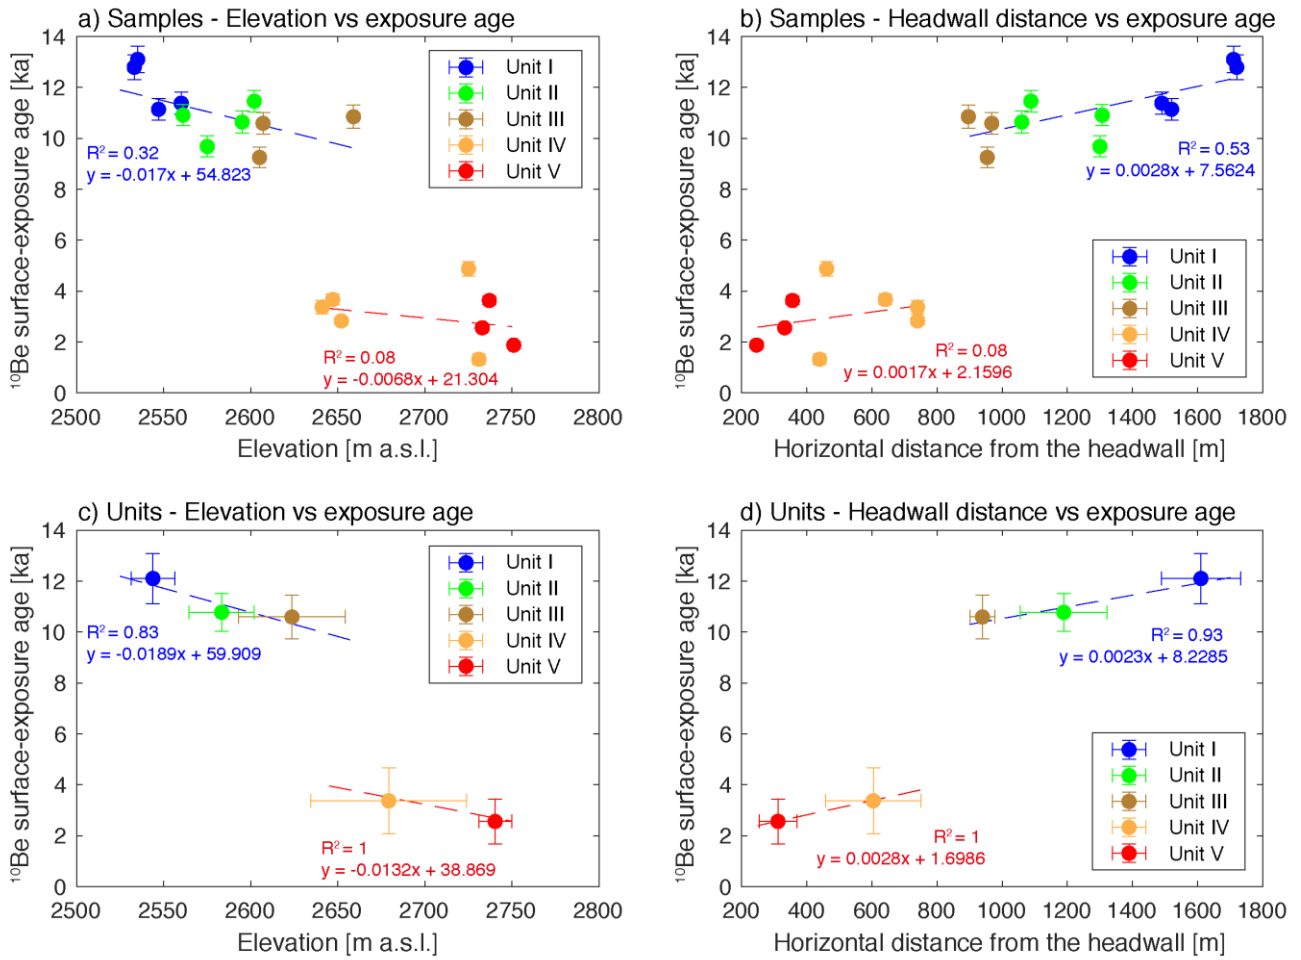 a) Samples - Elevation vs exposure age
¹⁰Be surface-exposure age [ka]
14
12
10
8
6
4
2
0
Unit I
Unit II
Unit III
Unit IV
Unit V
R² = 0.32
y = -0.017x + 54.823
R² = 0.08
y = -0.0068x + 21.304
2500 2550 2600 2650 2700 2750 2800
Elevation [m a.s.l.]
b) Samples - Headwall distance vs exposure age
¹⁰Be surface-exposure age [ka]
14
12
10
8
6
4
2
0
R² = 0.53
y = 0.0028x + 7.5624
Unit I
Unit II
Unit III
Unit IV
Unit V
R² = 0.08
y = 0.0017x + 2.1596
200 400 600 800 1000 1200 1400 1600 1800
Horizontal distance from the headwall [m]
c) Units - Elevation vs exposure age
¹⁰Be surface-exposure age [ka]
14
12
10
8
6
4
2
0
Unit I
Unit II
Unit III
Unit IV
Unit V
R² = 0.83
y = -0.0189x + 59.909
R² = 1
y = -0.0132x + 38.869
2500 2550 2600 2650 2700 2750 2800
Elevation [m a.s.l.]
d) Units - Headwall distance vs exposure age
¹⁰Be surface-exposure age [ka]
14
12
10
8
6
4
2
0
R² = 0.93
y = 0.0023x + 8.2285
Unit I
Unit II
Unit III
Unit IV
Unit V
R² = 1
y = 0.0028x + 1.6986
200 400 600 800 1000 1200 1400 1600 1800
Horizontal distance from the headwall [m]